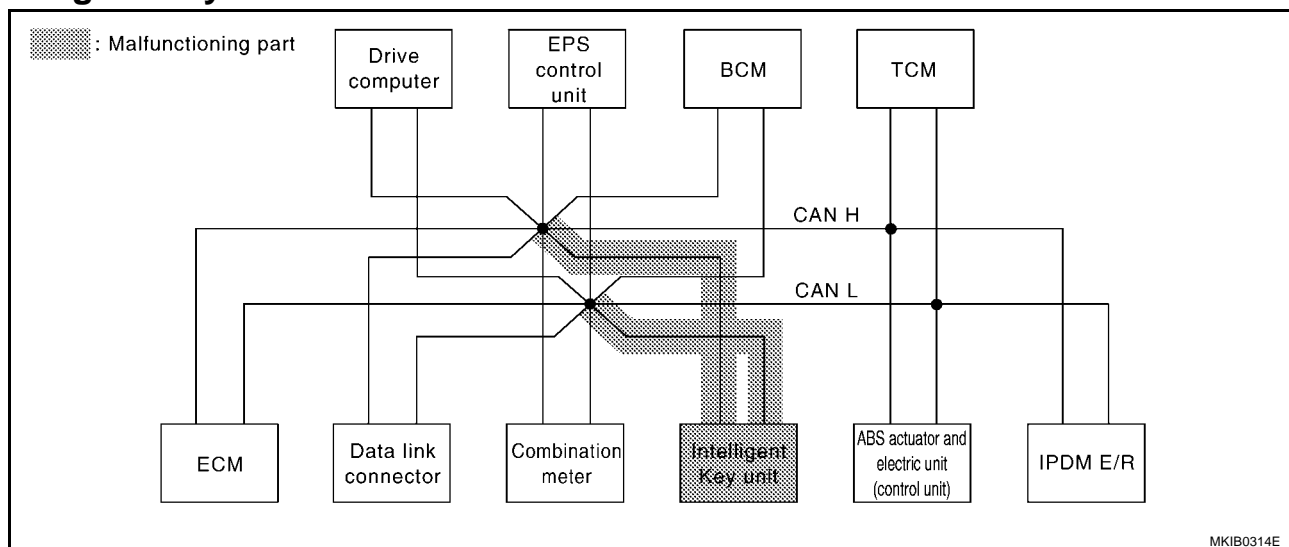 : Malfunctioning part
Drive
computer
EPS
control
unit
BCM
TCM
CAN H
CAN L
ECM
Data link
connector
Combination
meter
Intelligent
Key unit
ABS actuator and
electric unit
(control unit)
IPDM E/R
MKIB0314E